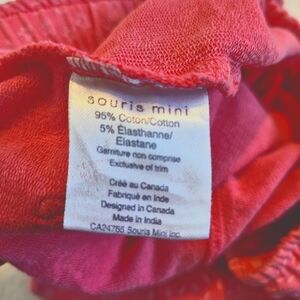 souris mini
95% Coton/Cotton
5% Élasthanne/
Elastane
Garniture non comprise
Exclusive of trim
Créé au Canada
Fabriqué en Inde
Designed in Canada
Made in India
CA24765 Souris Mini Inc.